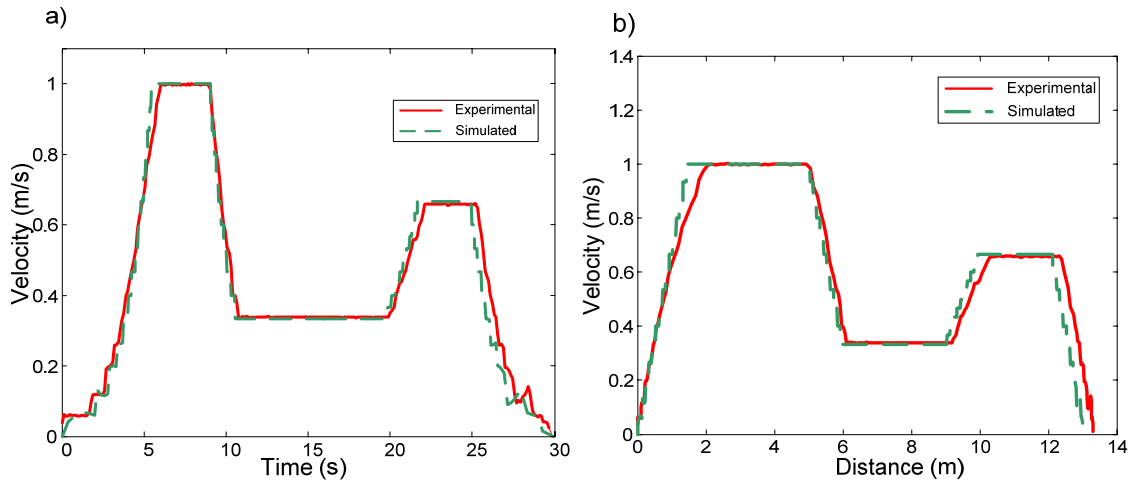 a)
1
0.8
0.6
0.4
0.2
0
0 5 10 15 20 25 30
Velocity (m/s)
Time (s)
Experimental
Simulated
b)
1.4
1.2
1
0.8
0.6
0.4
0.2
0
0 2 4 6 8 10 12 14
Velocity (m/s)
Distance (m)
Experimental
Simulated